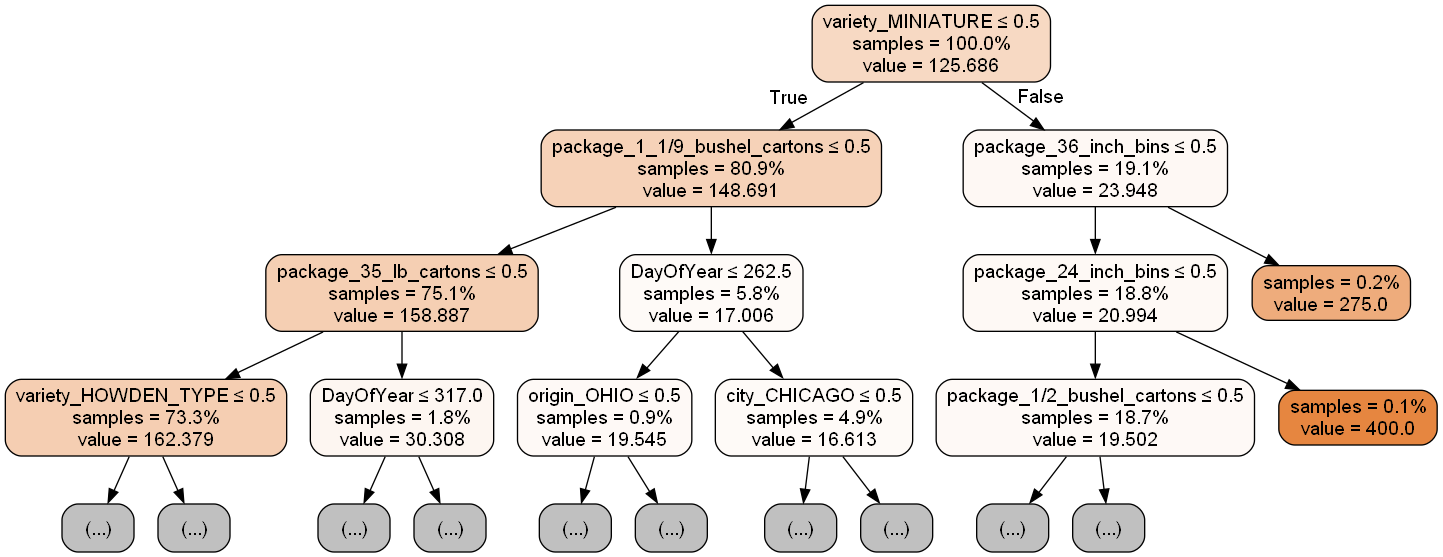 variety_MINIATURE ≤ 0.5
samples = 100.0%
value = 125.686
True
False
package_1_1/9_bushel_cartons ≤ 0.5
samples = 80.9%
value = 148.691
package_36_inch_bins ≤ 0.5
samples = 19.1%
value = 23.948
package_35_lb_cartons ≤ 0.5
samples = 75.1%
value = 158.887
DayOfYear ≤ 262.5
samples = 5.8%
value = 17.006
package_24_inch_bins ≤ 0.5
samples = 18.8%
value = 20.994
samples = 0.2%
value = 275.0
variety_HOWDEN_TYPE ≤ 0.5
samples = 73.3%
value = 162.379
DayOfYear ≤ 317.0
samples = 1.8%
value = 30.308
origin_OHIO ≤ 0.5
samples = 0.9%
value = 19.545
city_CHICAGO ≤ 0.5
samples = 4.9%
value = 16.613
package_1/2_bushel_cartons ≤ 0.5
samples = 18.7%
value = 19.502
samples = 0.1%
value = 400.0
(...)
(...)
(...)
(...)
(...)
(...)
(...)
(...)
(...)
(...)